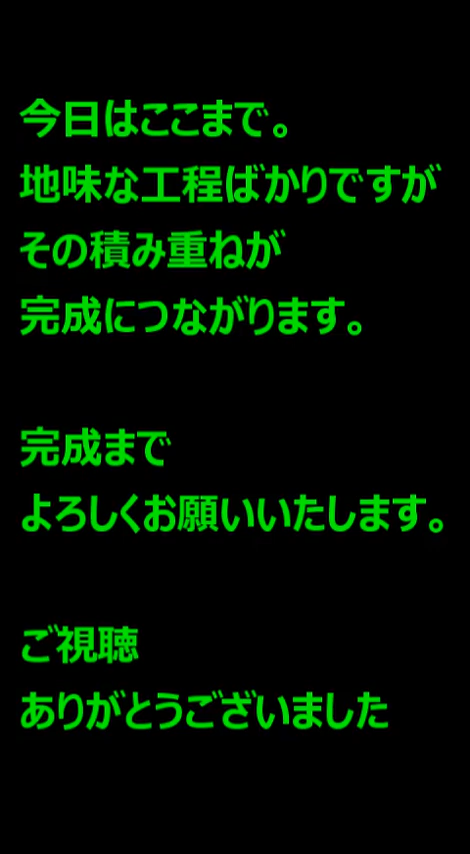 今日はここまで。
地味な工程ばかりですが
その積み重ねが
完成につながります。
完成まで
よろしくお願いいたします。
ご視聴
ありがとうございました